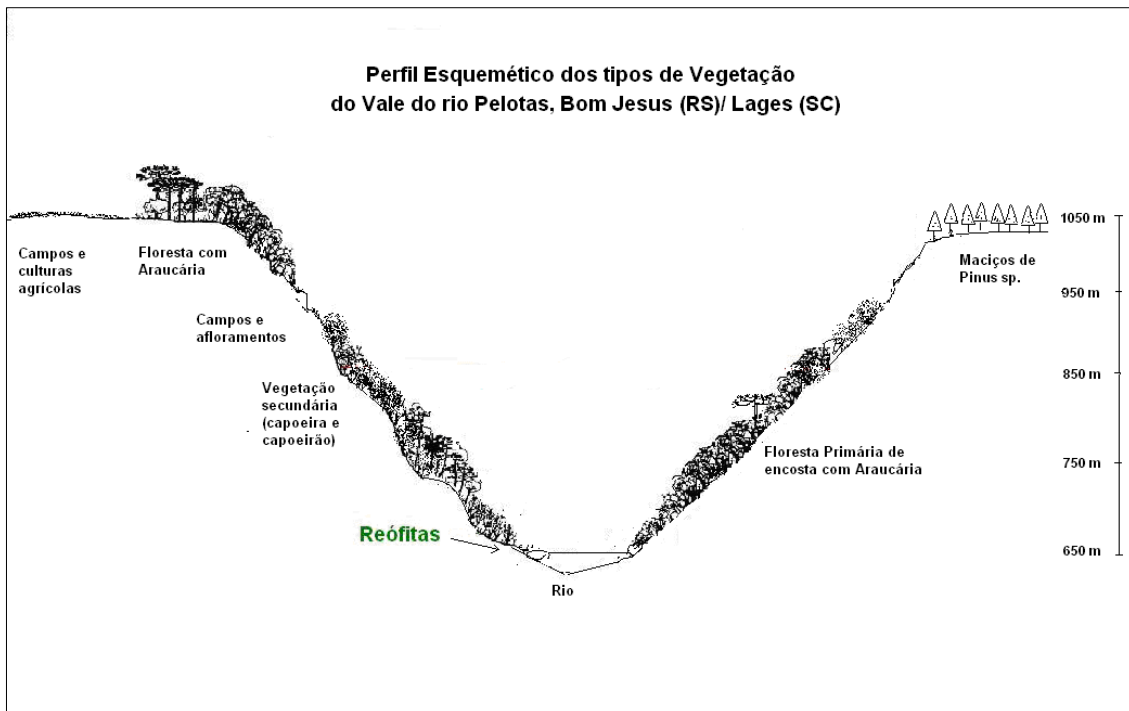 Perfil Esquemético dos tipos de Vegetação
do Vale do rio Pelotas, Bom Jesus (RS)/ Lages (SC)
Campos e
culturas
agrícolas
Floresta com
Araucária
Campos e
afloramentos
Vegetação
secundária
(capoeira e
capoeirão)
Reófitas
Rio
Floresta Primária de
encosta com Araucária
Maciços de
Pinus sp.
1050 m
950 m
850 m
750 m
650 m